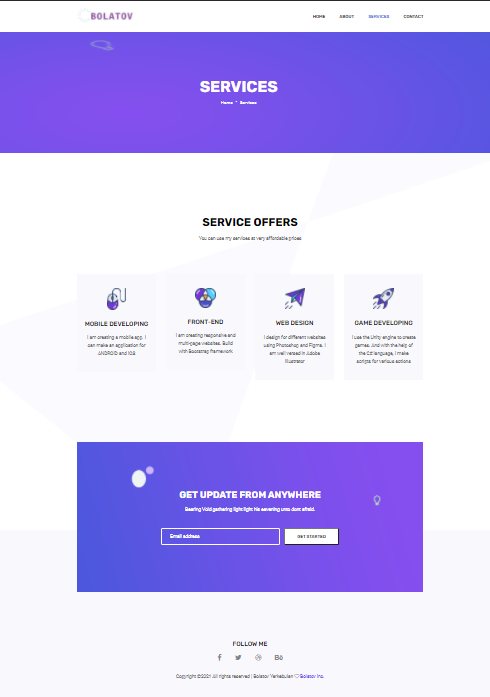 BOLATOV
HOME ABOUT SERVICES CONTACT
SERVICES
Home Services
SERVICE OFFERS
You can use my services at very affordable prices
MOBILE DEVELOPING
I am creating a mobile app. I
can make an application for
ANDROID and IOS
FRONT-END
I am creating responsive and
multi-page websites. Build
with Bootstrap framework
WEB DESIGN
I design for different websites
using Photoshop and Figma. I
am well versed in Adobe
Illustrator
GAME DEVELOPING
I use the Unity engine to create
games. And with the help of
the C# language, I make
scripts for various actions
GET UPDATE FROM ANYWHERE
Bearing Void gathering light light his eavening unto dont afraid.
Email address
GET STARTED
FOLLOW ME
Copyright ©2021 All rights reserved | Bolatov Yerkebulan ♡ Bolatov Inc.